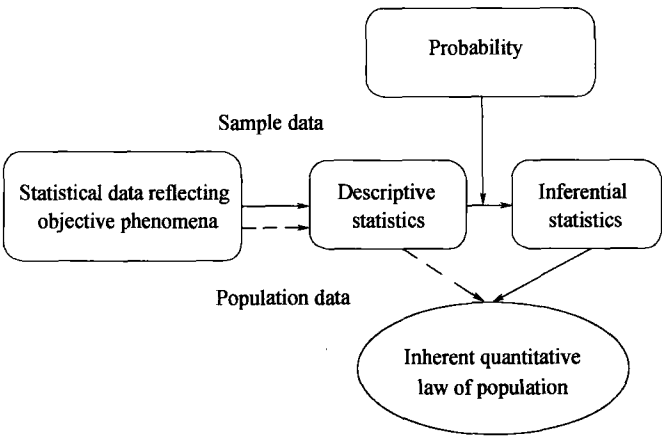 Probability
Sample data
Statistical data reflecting
objective phenomena
Descriptive
statistics
Inferential
statistics
Population data
Inherent quantitative
law of population